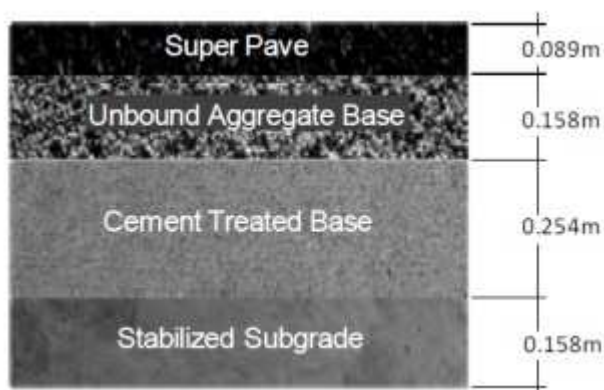 Super Pave
0.089m
Unbound Aggregate Base
0.158m
Cement Treated Base
0.254m
Stabilized Subgrade
0.158m